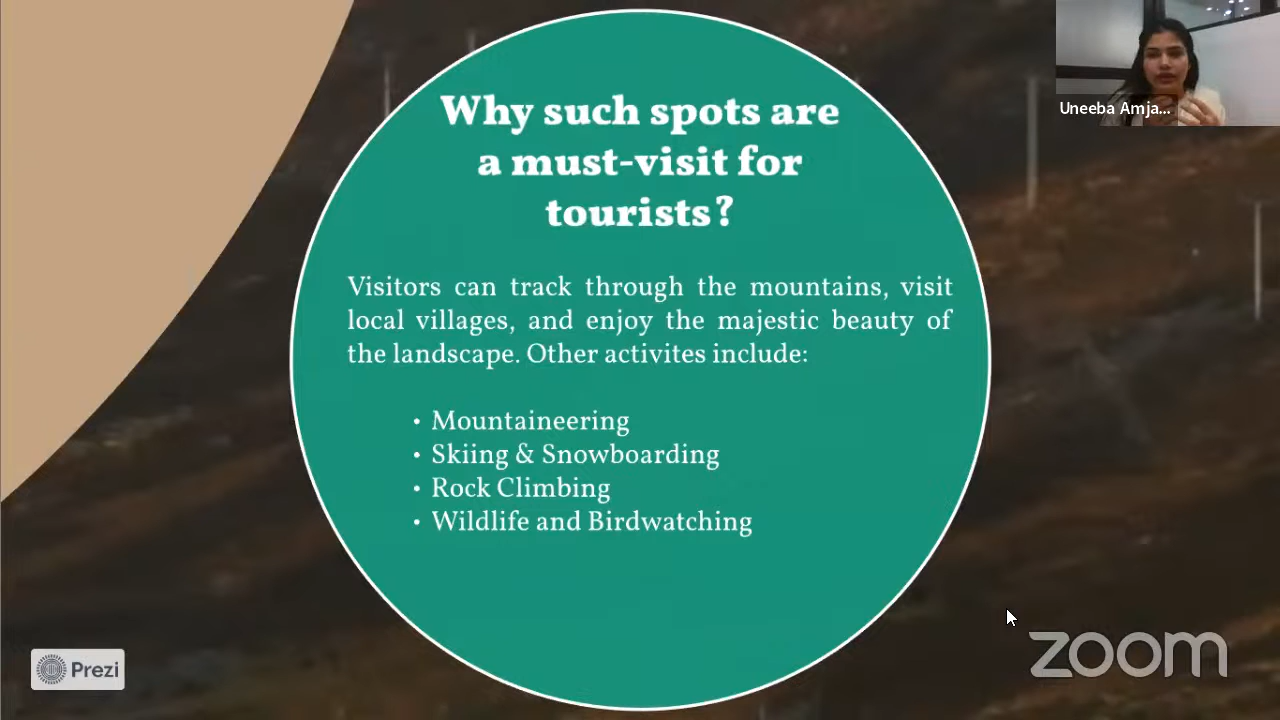 Uneeba Amja...
Why such spots are
a must-visit for
tourists?
Visitors can track through the mountains, visit
local villages, and enjoy the majestic beauty of
the landscape. Other activites include:
• Mountaineering
• Skiing & Snowboarding
• Rock Climbing
• Wildlife and Birdwatching
Prezi
zoom